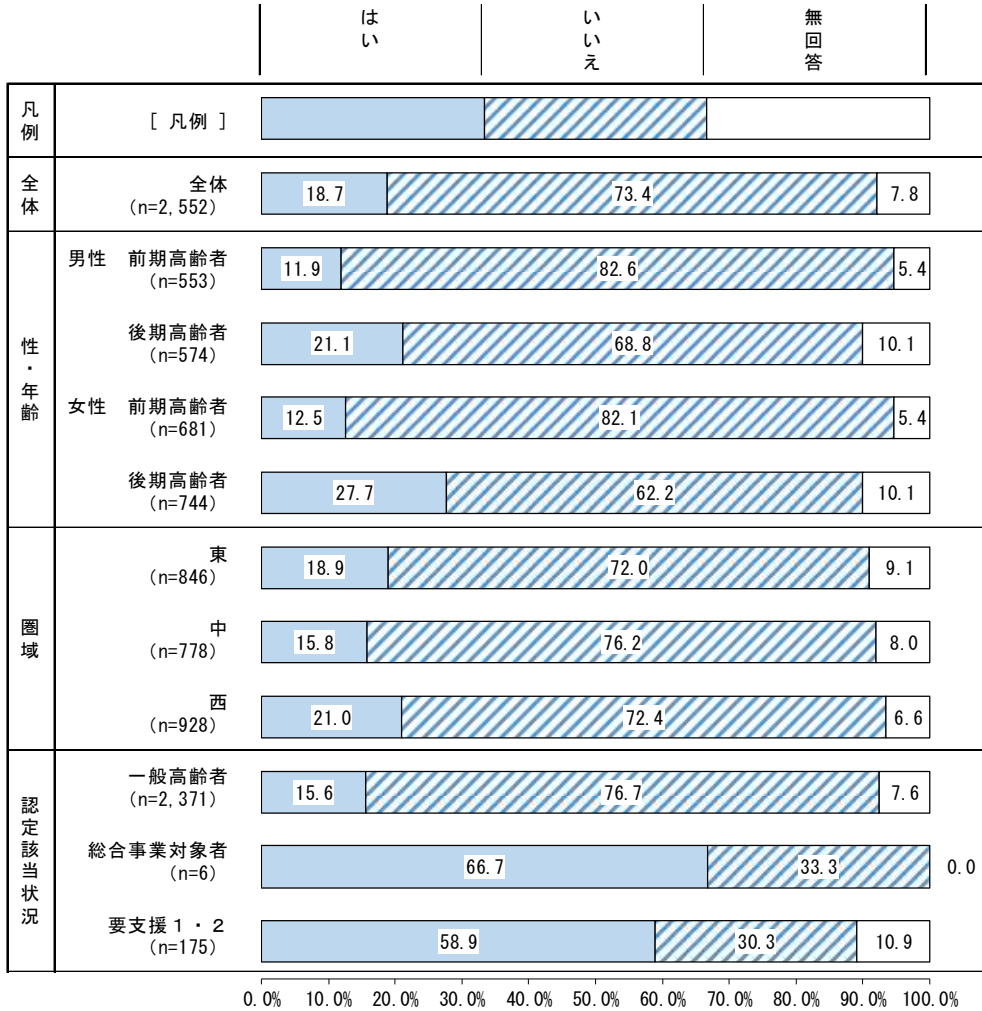 はい
いいえ
無回答
凡例
[ 凡例 ]
全体
全体
(n=2,552)
18.7
73.4
7.8
性・年齢
男性 前期高齢者
(n=553)
11.9
82.6
5.4
後期高齢者
(n=574)
21.1
68.8
10.1
女性 前期高齢者
(n=681)
12.5
82.1
5.4
後期高齢者
(n=744)
27.7
62.2
10.1
圏域
東
(n=846)
18.9
72.0
9.1
中
(n=778)
15.8
76.2
8.0
西
(n=928)
21.0
72.4
6.6
認定該当状況
一般高齢者
(n=2,371)
15.6
76.7
7.6
総合事業対象者
(n=6)
66.7
33.3
0.0
要支援1・2
(n=175)
58.9
30.3
10.9
0.0% 10.0% 20.0% 30.0% 40.0% 50.0% 60.0% 70.0% 80.0% 90.0% 100.0%